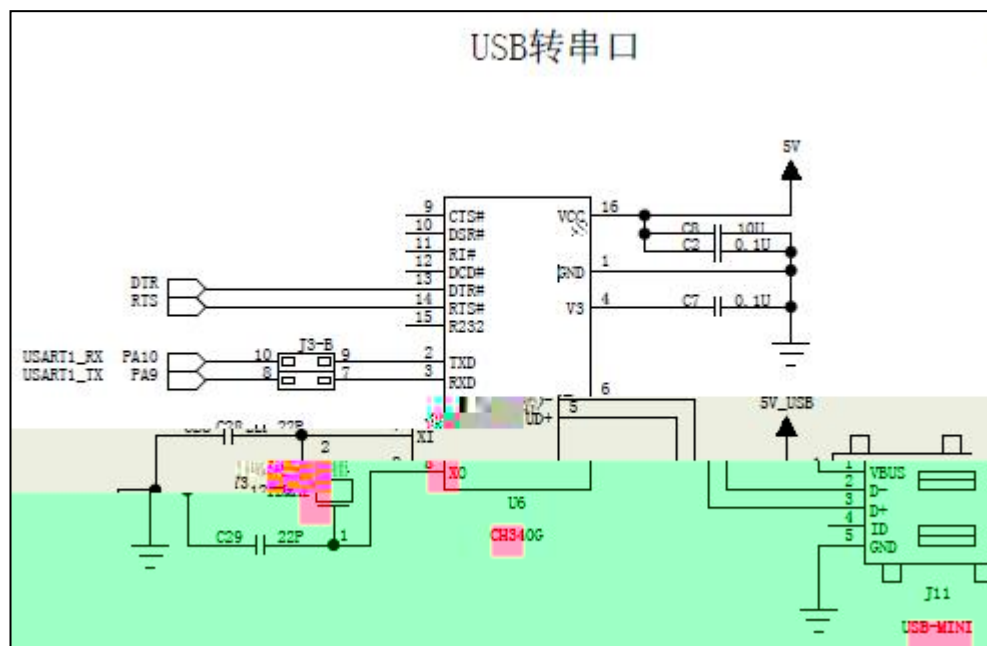 USB转串口
5V
9 CTS# VCC 16
10 DSR# C8 10U
11 RI# C2 0.1U
12 DCD# GND 1
DTR 13 DTR#
RTS 14 RTS# V3 4 C7 0.1U
15 R232
J3-B
USART1_RX PA10 10 9 2 TXD
USART1_TX PA9 8 7 3 RXD
6
UD+ 5 5V_USB
C28 22P XI
2
1 VBUS
XO 2 D-
U6 3 D+
4 ID
C29 22P 1 CH340G 5 GND
J11
USB-MINI